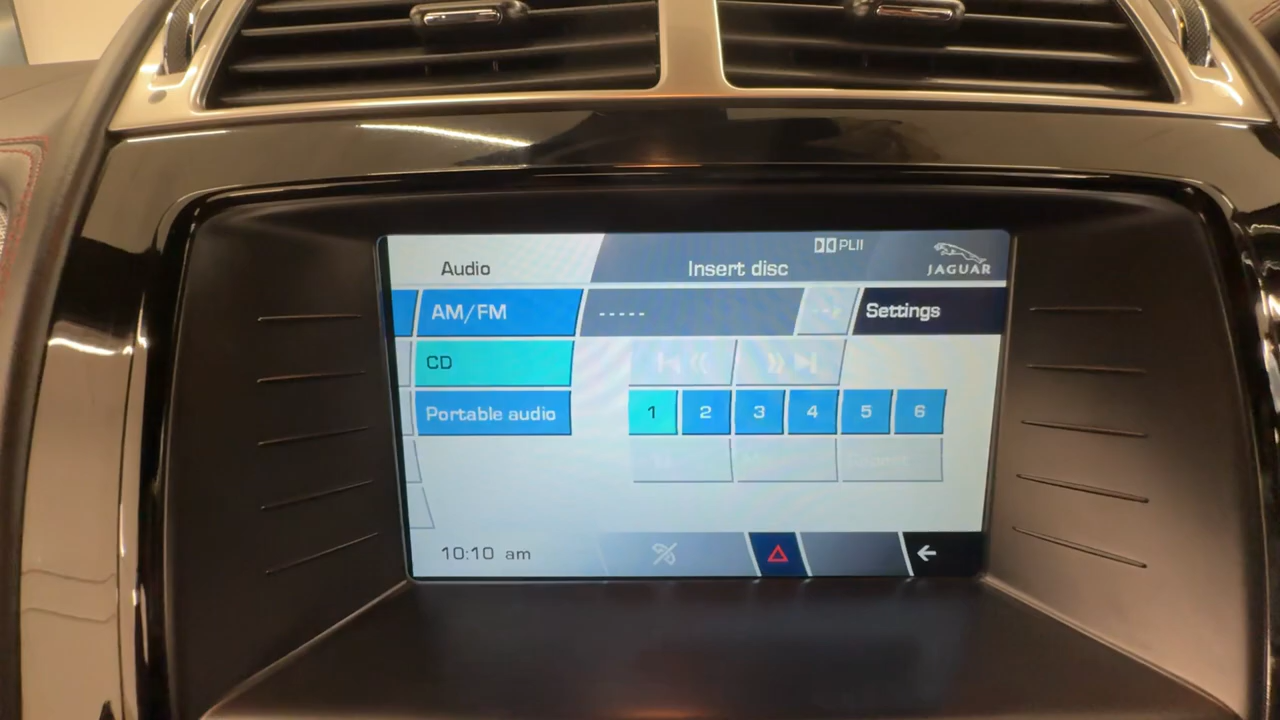 PLII
Audio
Insert disc
JAGUAR
AM/FM
-----
Settings
CD
Portable audio
1 2 3 4 5 6
10:10 am